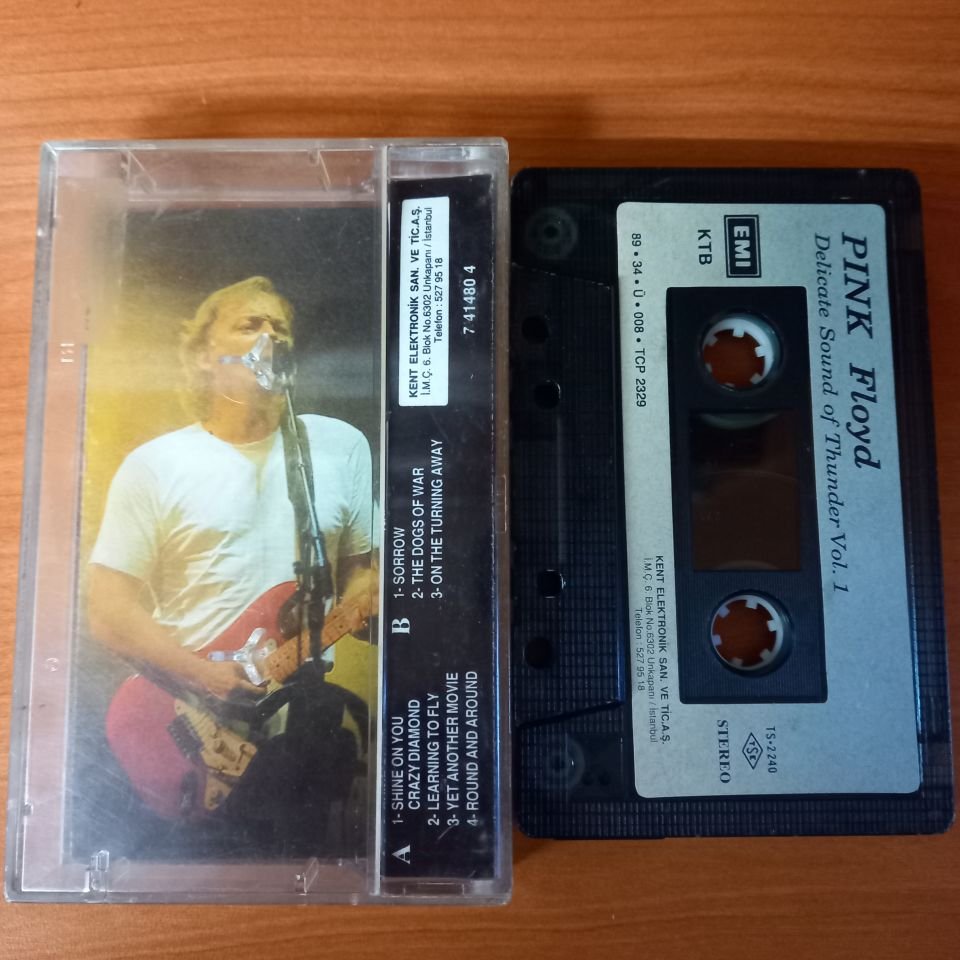 KENT ELEKTRONİK SAN. VE TİC.A.Ş.
İ.M.Ç. 6. Blok No.6302 Unkapanı / İstanbul
Telefon : 527 95 18
7 41480 4
A
1- SHINE ON YOU
CRAZY DIAMOND
2- LEARNING TO FLY
3- YET ANOTHER MOVIE
4- ROUND AND AROUND
B
1- SORROW
2- THE DOGS OF WAR
3- ON THE TURNING AWAY
PINK Floyd
Delicate Sound of Thunder Vol. 1
EMI
KTB
89 • 34 • Ü • 008 • TCP 2329
KENT ELEKTRONİK SAN. VE TİC.A.Ş.
İ.M.Ç. 6. Blok No.6302 Unkapanı / İstanbul
Telefon : 527 95 18
TS-2240
TSE
STEREO